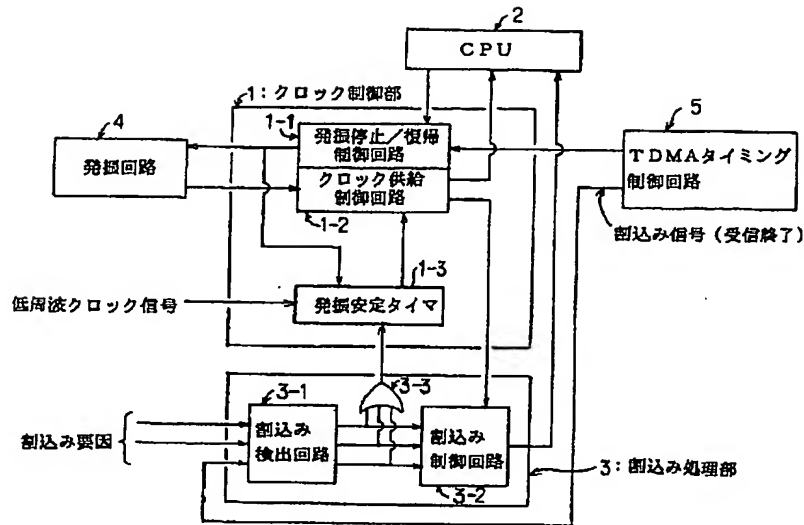 2
CPU
1:クロック制御部
5
4
1-1
発振停止/復帰
制御回路
TDMAタイミング
制御回路
発振回路
クロック供給
制御回路
1-2
割込み信号(受信終了)
1-3
低周波クロック信号
発振安定タイマ
3-3
3-1
割込み
検出回路
割込み
制御回路
割込み要因
3:割込み処理部
3-2